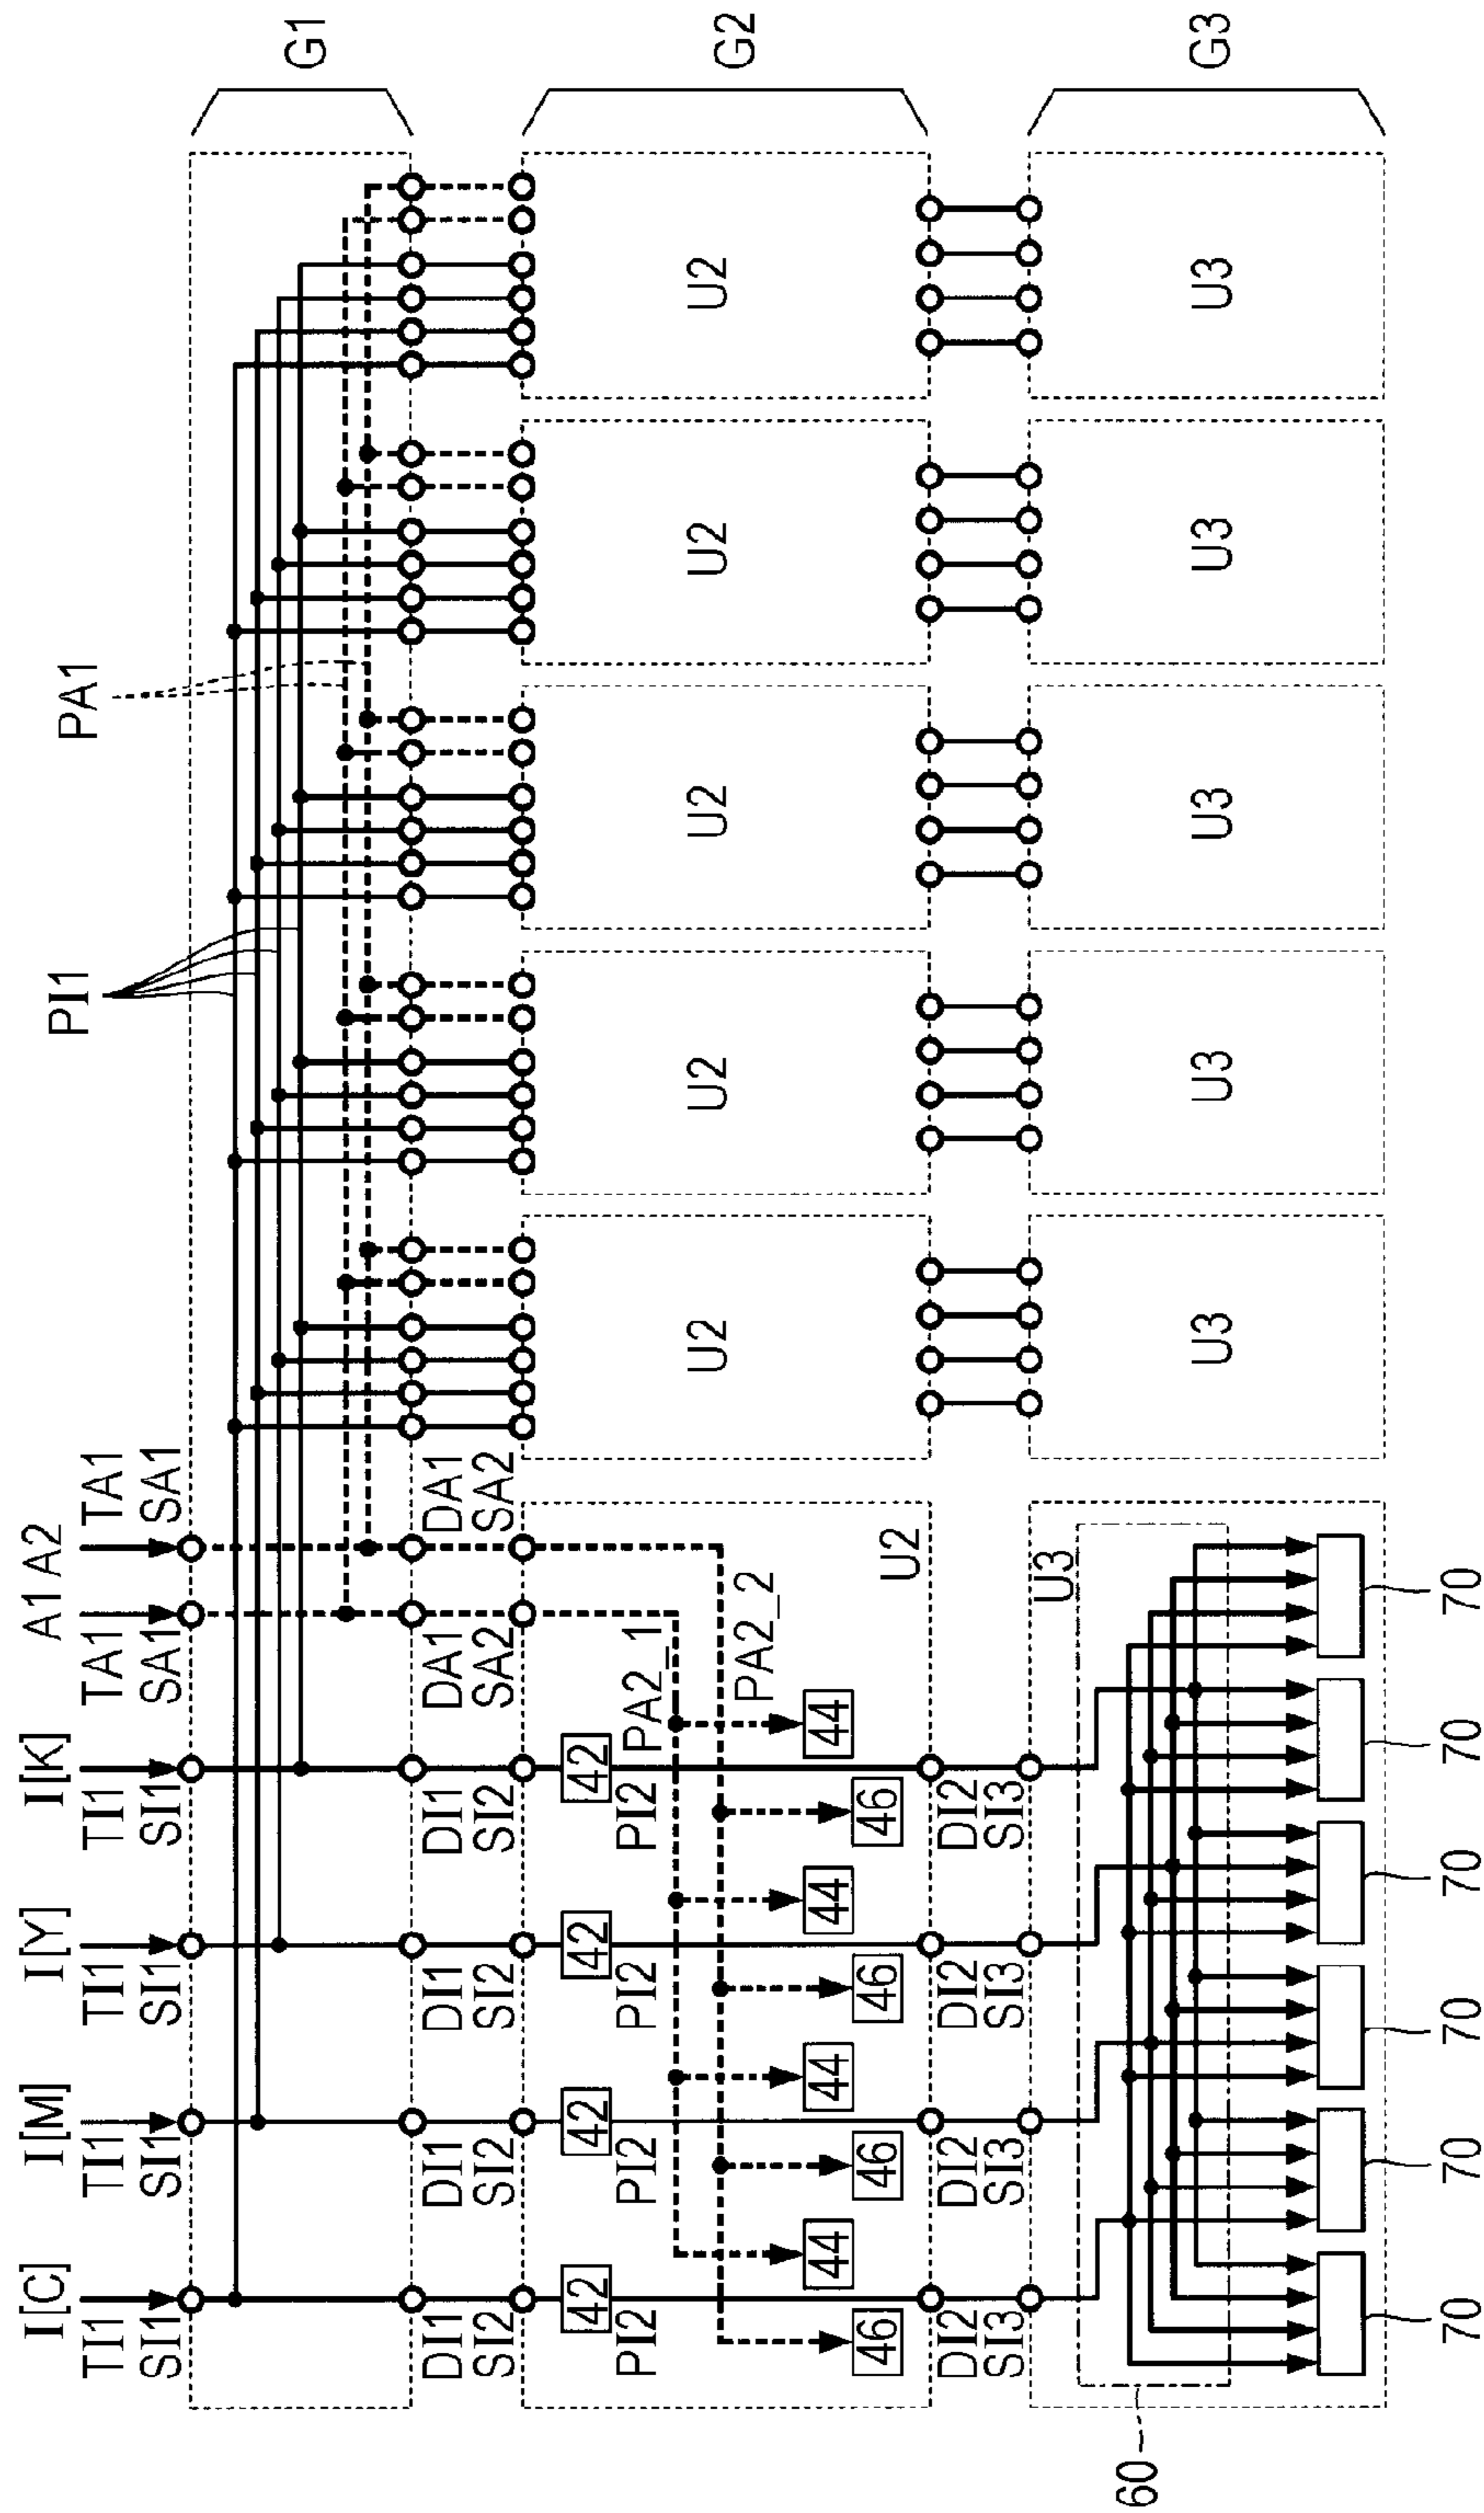 I[C]
I[M]
I[Y]
I[K]
A1
A2
TI1
TI1
TI1
TI1
TA1
TA1
SI1
SI1
SI1
SI1
SA1
SA1
PI1
PA1
G1
DI1
DI1
DI1
DI1
DA1
DA1
SI2
SI2
SI2
SI2
SA2
SA2
42
42
42
42
PI2
PI2
PI2
PI2
PA2_1
PA2_2
44
44
44
44
46
46
46
46
U2
U2
U2
U2
U2
U2
G2
DI2
DI2
DI2
DI2
SI3
SI3
SI3
SI3
U3
U3
U3
U3
U3
U3
G3
60
70
70
70
70
70
70